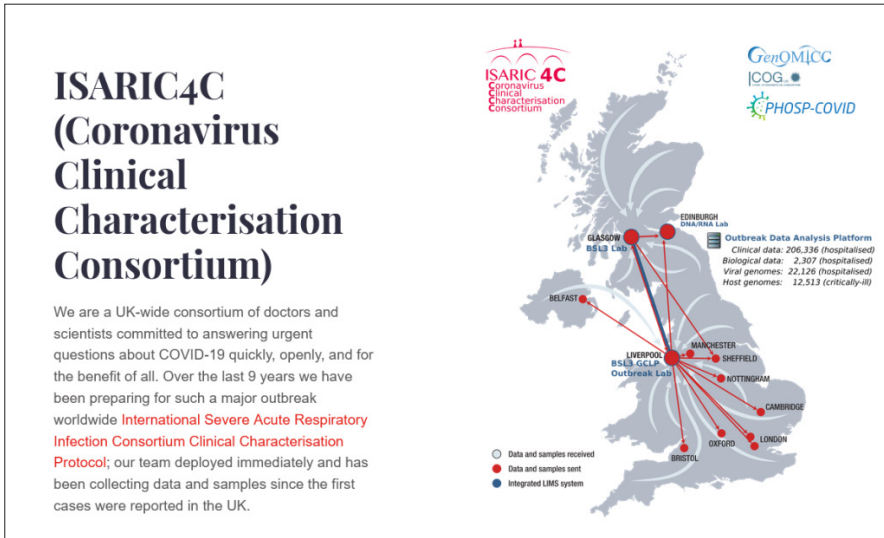 ISARIC4C
(Coronavirus
Clinical
Characterisation
Consortium)
We are a UK-wide consortium of doctors and
scientists committed to answering urgent
questions about COVID-19 quickly, openly, and for
the benefit of all. Over the last 9 years we have
been preparing for such a major outbreak
worldwide International Severe Acute Respiratory
Infection Consortium Clinical Characterisation
Protocol; our team deployed immediately and has
been collecting data and samples since the first
cases were reported in the UK.
ISARIC 4C
Coronavirus
Clinical
Characterisation
Consortium
GenOMICC
PHOSP-COVID
EDINBURGH
DNA/RNA Lab
GLASGOW
BSL3 Lab
Outbreak Data Analysis Platform
Clinical data: 206,336 (hospitalised)
Biological data: 2,307 (hospitalised)
Viral genomes: 22,126 (hospitalised)
Host genomes: 12,513 (critically-ill)
BELFAST
MANCHESTER
LIVERPOOL
SHEFFIELD
BSL3 GCLP
Outbreak Lab
NOTTINGHAM
CAMBRIDGE
LONDON
OXFORD
BRISTOL
Data and samples received
Data and samples sent
Integrated LIMS system